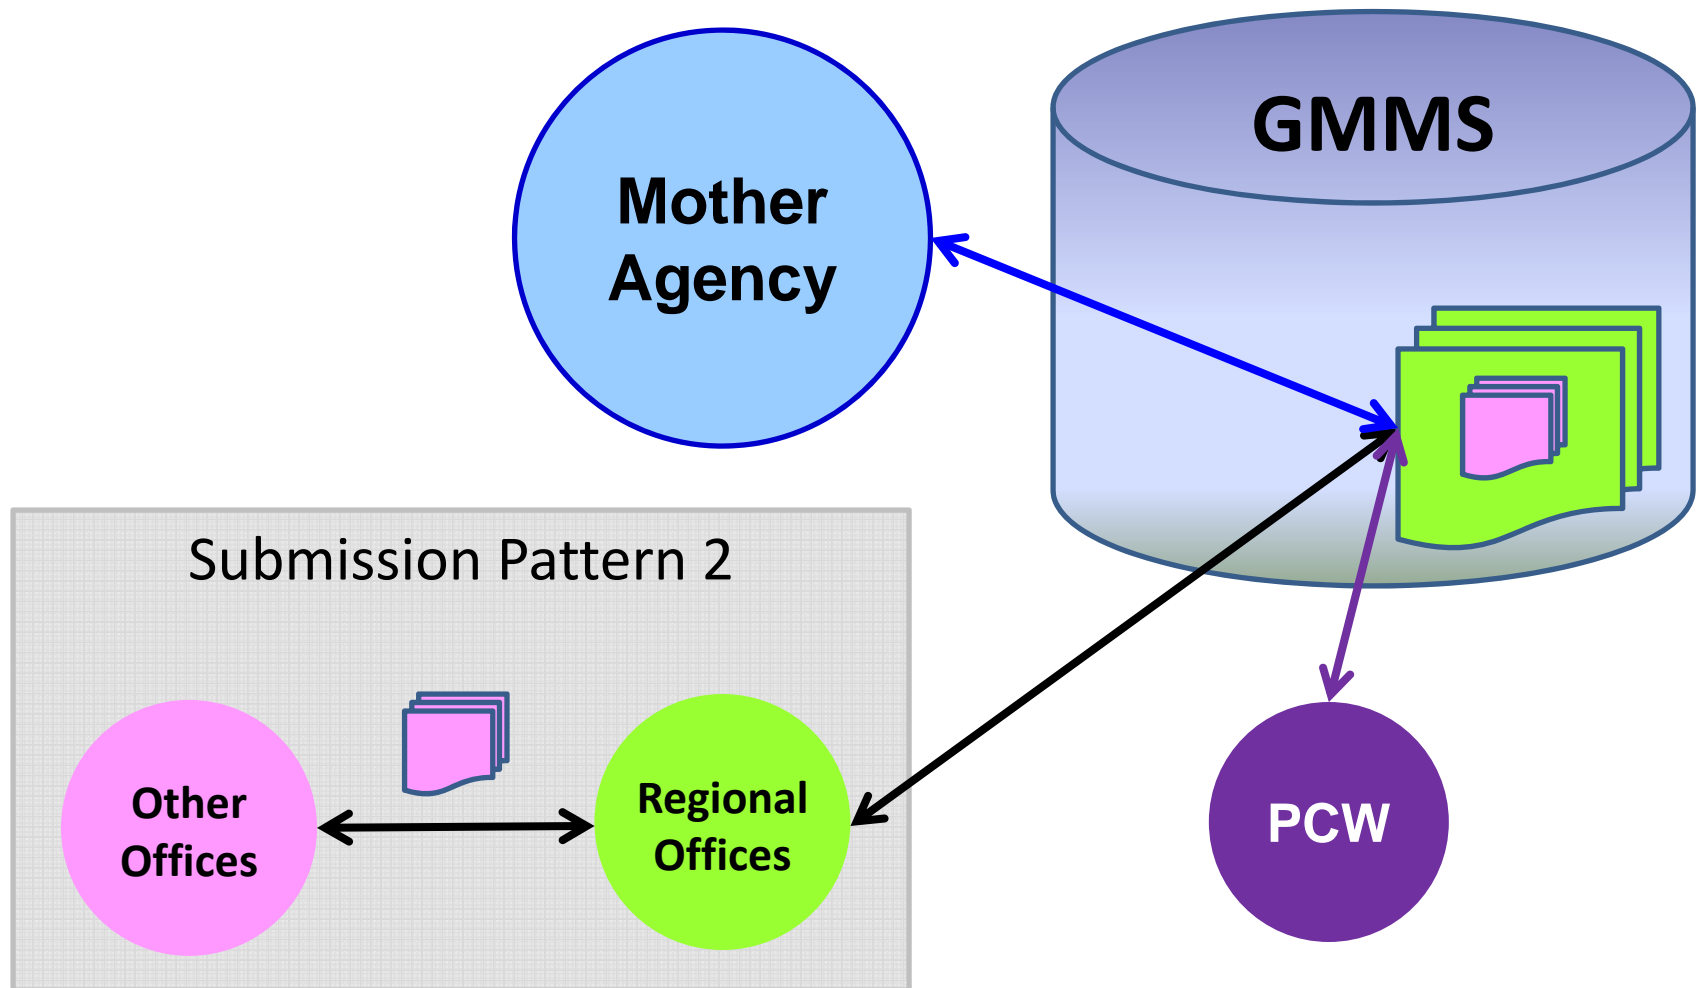 GMMS
Mother
Agency
Submission Pattern 2
Other
Offices
Regional
Offices
PCW